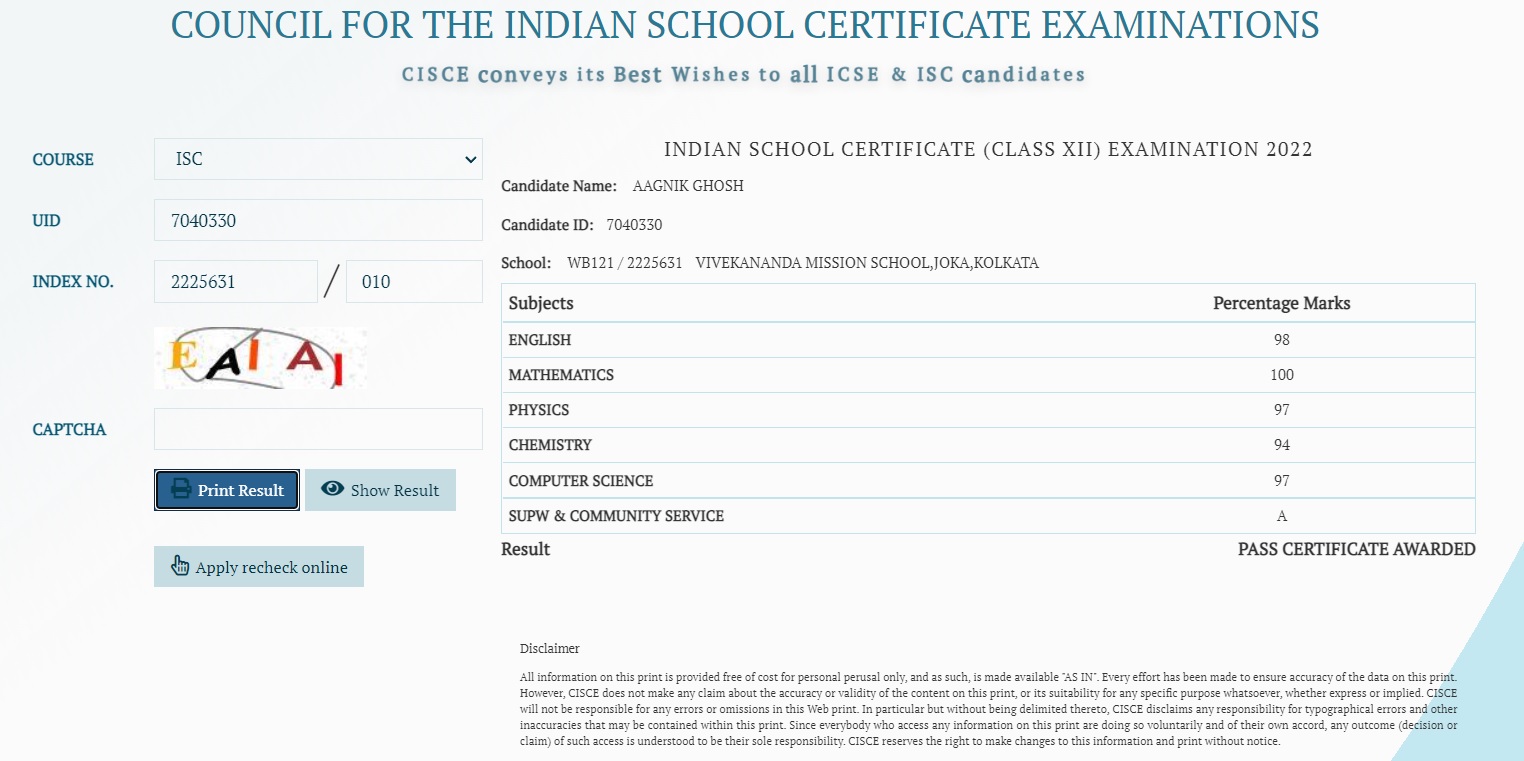 COUNCIL FOR THE INDIAN SCHOOL CERTIFICATE EXAMINATIONS
CISCE conveys its Best Wishes to all ICSE & ISC candidates
COURSE ISC
UID 7040330
INDEX NO. 2225631 / 010
EAIAI
CAPTCHA
Print Result Show Result
Apply recheck online
INDIAN SCHOOL CERTIFICATE (CLASS XII) EXAMINATION 2022
Candidate Name: AAGNIK GHOSH
Candidate ID: 7040330
School: WB121 / 2225631 VIVEKANANDA MISSION SCHOOL,JOKA,KOLKATA
Subjects Percentage Marks
ENGLISH 98
MATHEMATICS 100
PHYSICS 97
CHEMISTRY 94
COMPUTER SCIENCE 97
SUPW & COMMUNITY SERVICE A
Result PASS CERTIFICATE AWARDED
Disclaimer
All information on this print is provided free of cost for personal perusal only, and as such, is made available "AS IN". Every effort has been made to ensure accuracy of the data on this print.
However, CISCE does not make any claim about the accuracy or validity of the content on this print, or its suitability for any specific purpose whatsoever, whether express or implied. CISCE
will not be responsible for any errors or omissions in this Web print. In particular but without being delimited thereto, CISCE disclaims any responsibility for typographical errors and other
inaccuracies that may be contained within this print. Since everybody who access any information on this print are doing so voluntarily and of their own accord, any outcome (decision or
claim) of such access is understood to be their sole responsibility. CISCE reserves the right to make changes to this information and print without notice.